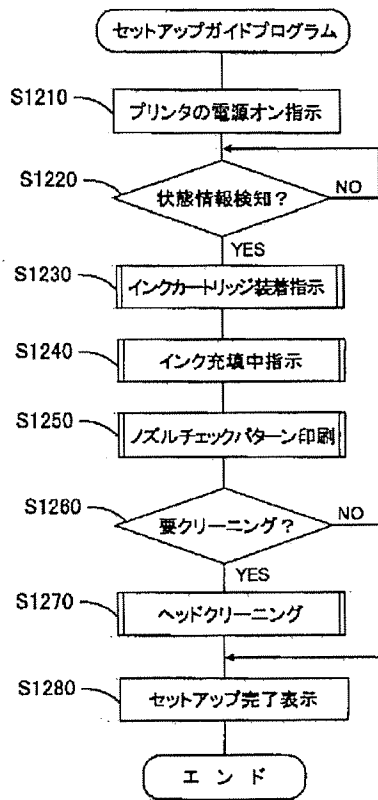 セットアップガイドプログラム
S1210
プリンタの電源オン指示
S1220
状態情報検知?
NO
YES
S1230
インクカートリッジ装着指示
S1240
インク充填中指示
S1250
ノズルチェックパターン印刷
S1260
要クリーニング?
NO
YES
S1270
ヘッドクリーニング
S1280
セットアップ完了表示
エンド